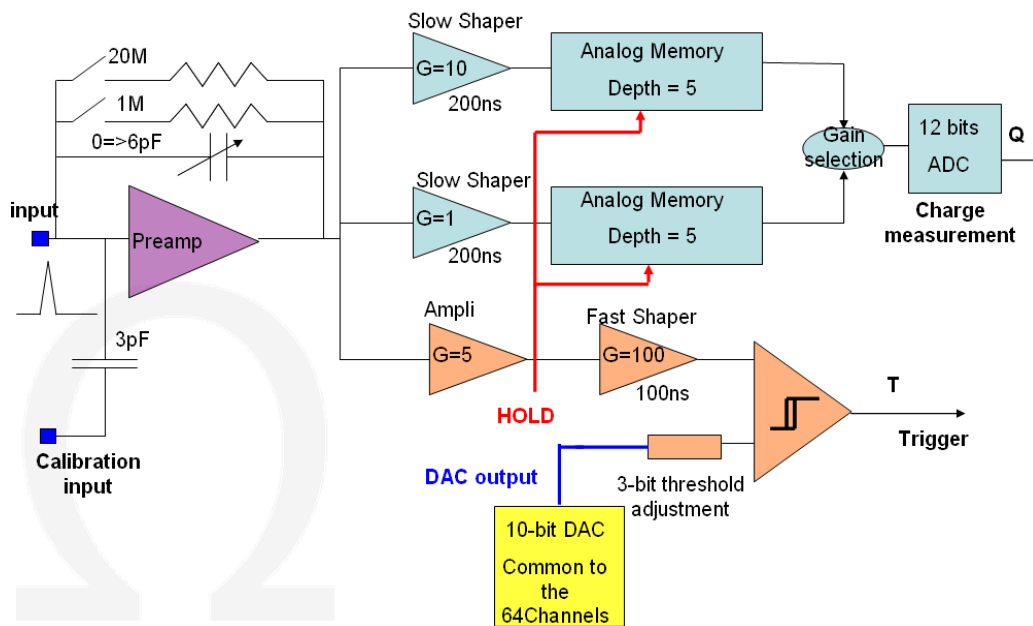 Slow Shaper
20M
G=10
200ns
Analog Memory
Depth = 5
1M
0=>6pF
Gain
selection
12 bits
ADC
Q
Charge
measurement
input
Preamp
Slow Shaper
G=1
200ns
Analog Memory
Depth = 5
3pF
Ampli
G=5
Fast Shaper
G=100
100ns
HOLD
T
Trigger
Calibration
input
DAC output
3-bit threshold
adjustment
10-bit DAC
Common to
the
64Channels